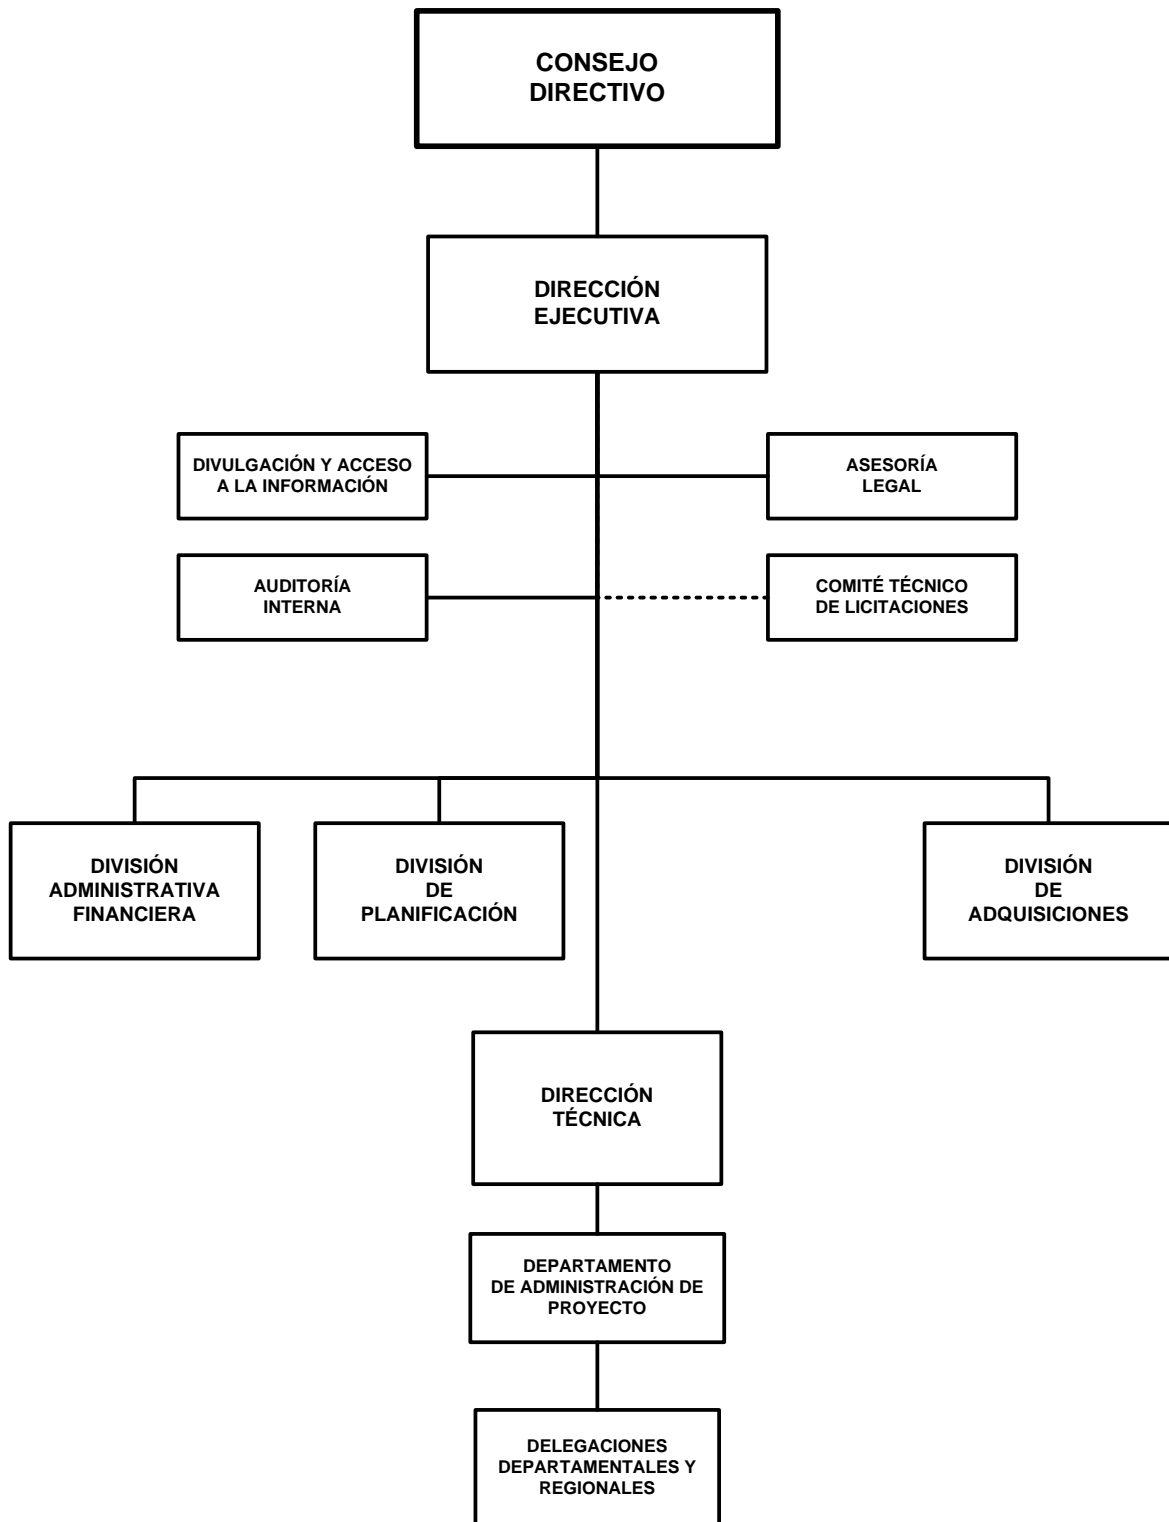 CONSEJO
DIRECTIVO
DIRECCIÓN
EJECUTIVA
DIVULGACIÓN Y ACCESO
A LA INFORMACIÓN
ASESORÍA
LEGAL
AUDITORÍA
INTERNA
COMITÉ TÉCNICO
DE LICITACIONES
DIVISIÓN
ADMINISTRATIVA
FINANCIERA
DIVISIÓN
DE
PLANIFICACIÓN
DIVISIÓN
DE
ADQUISICIONES
DIRECCIÓN
TÉCNICA
DEPARTAMENTO
DE ADMINISTRACIÓN DE
PROYECTO
DELEGACIONES
DEPARTAMENTALES Y
REGIONALES